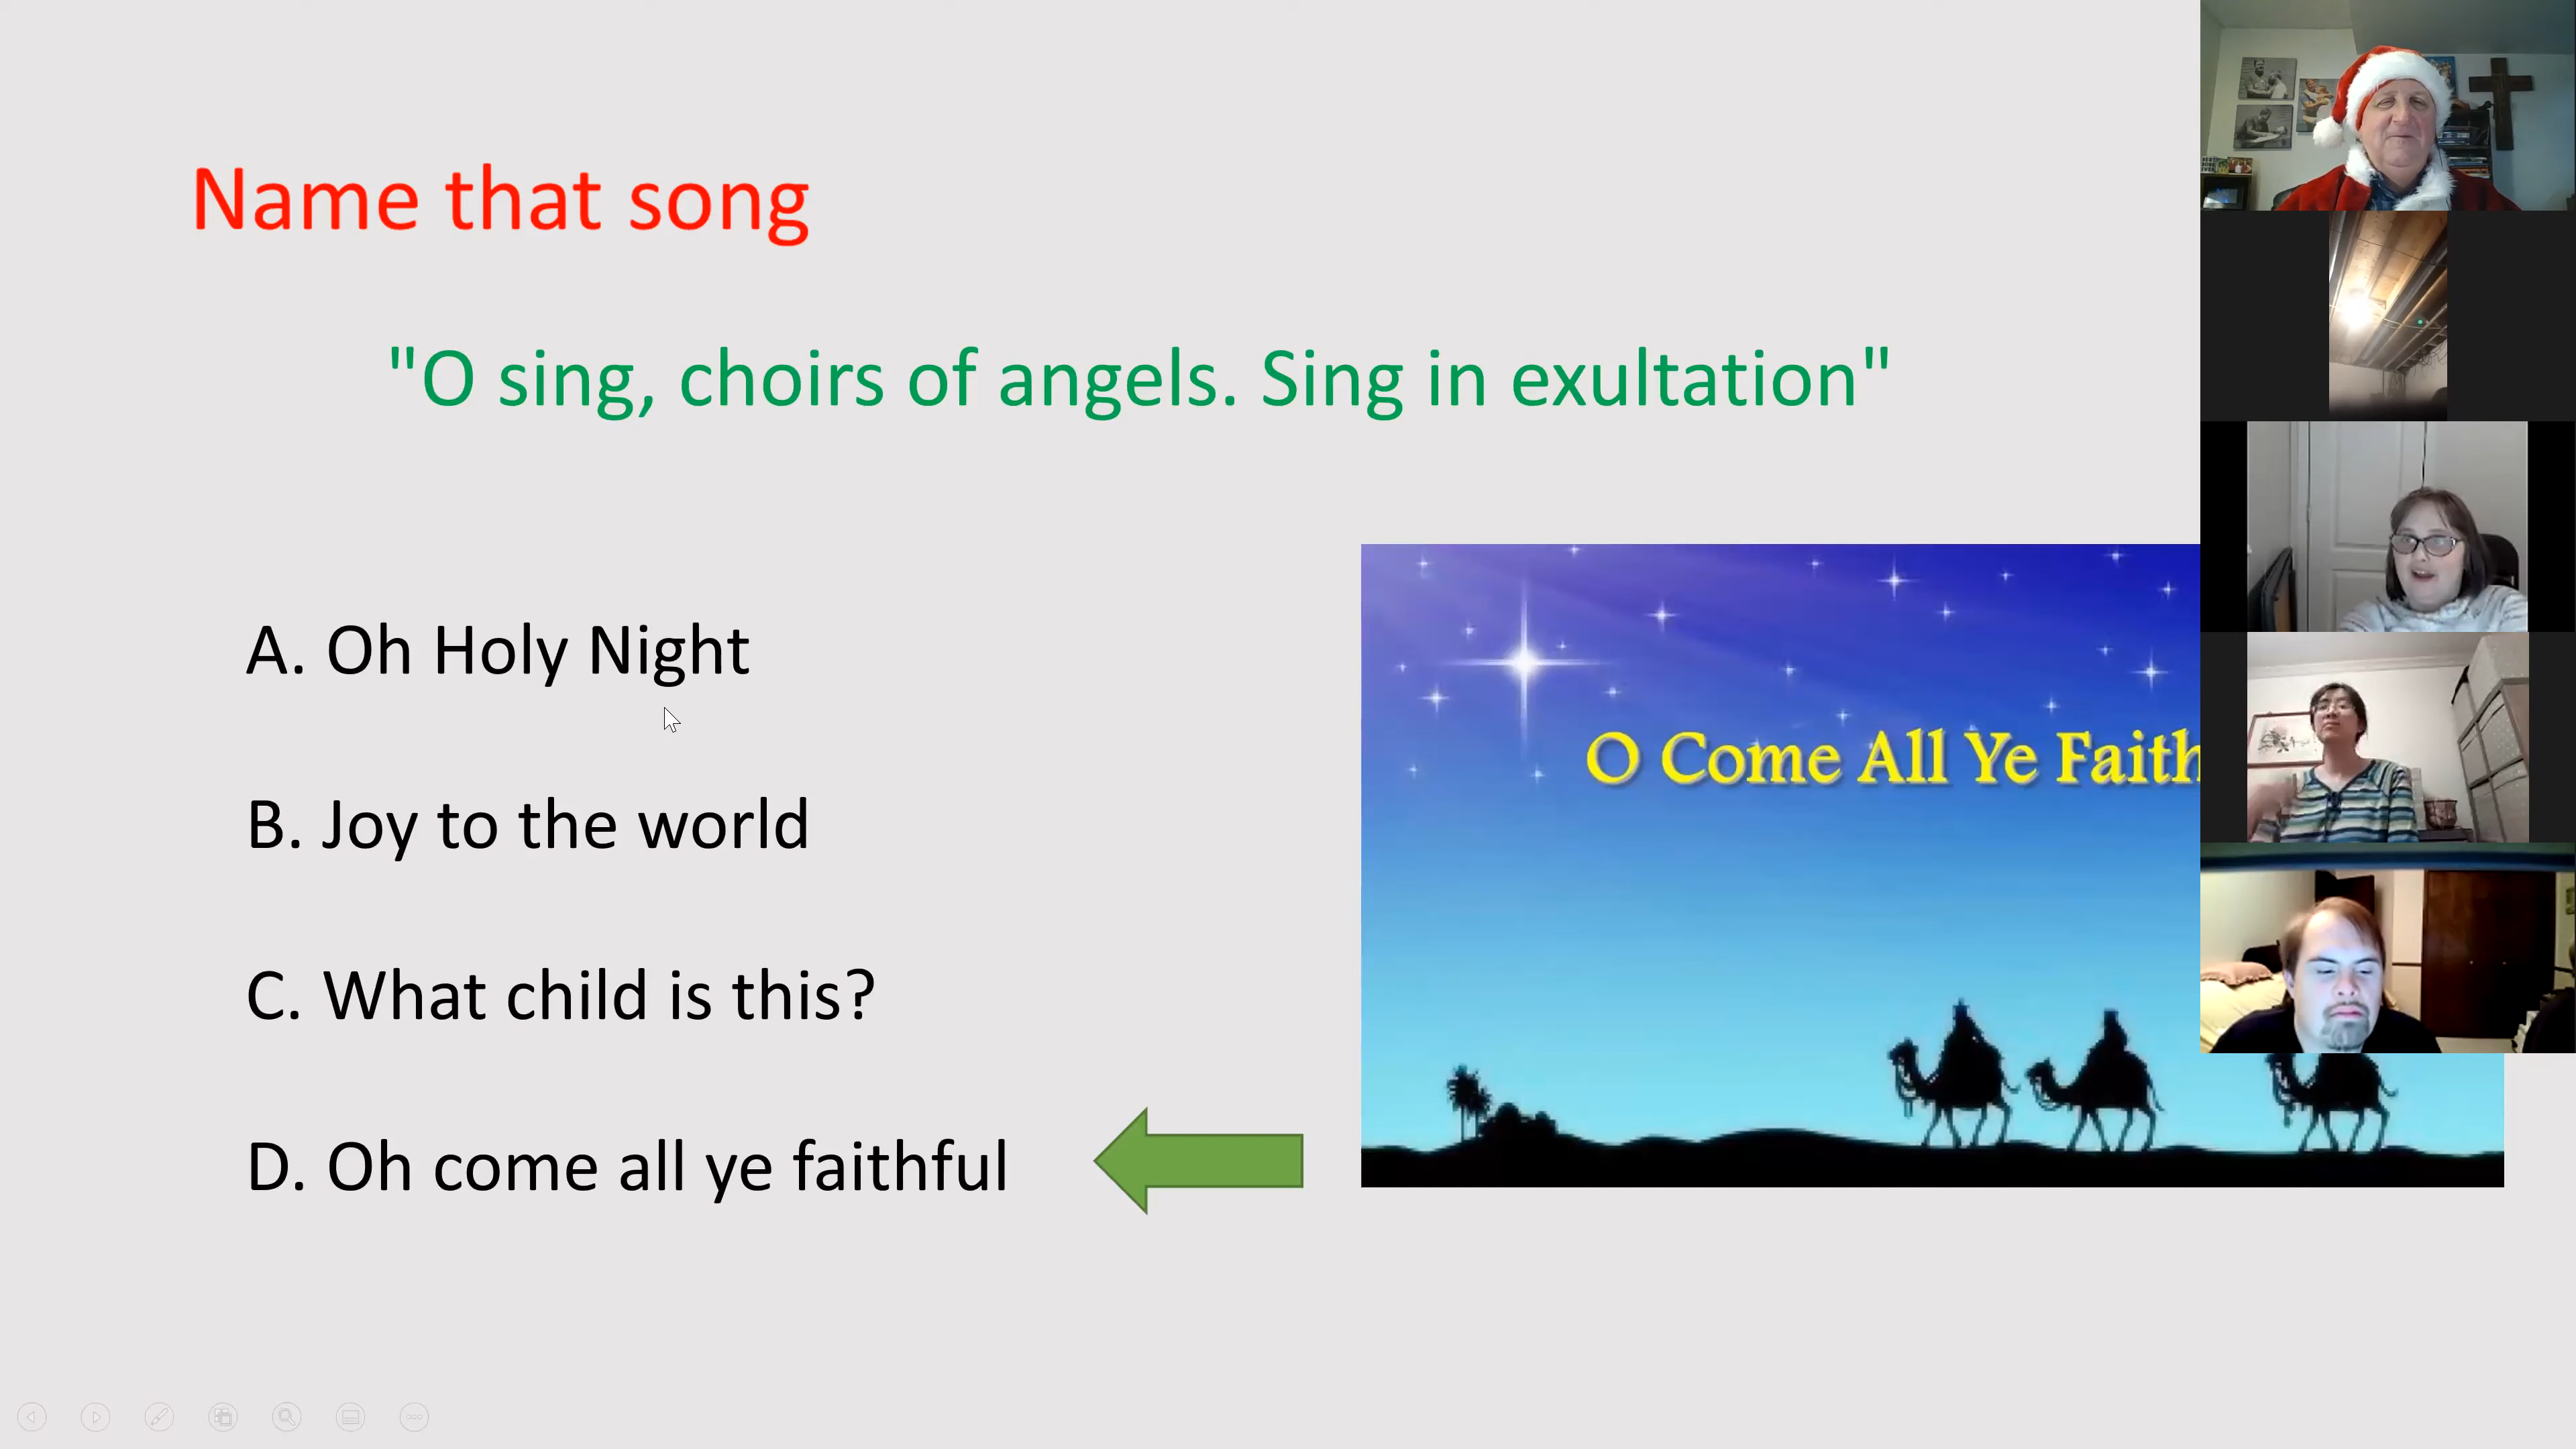 Name that song
"O sing, choirs of angels. Sing in exultation"
A. Oh Holy Night
B. Joy to the world
C. What child is this?
D. Oh come all ye faithful
O Come All Ye Faith